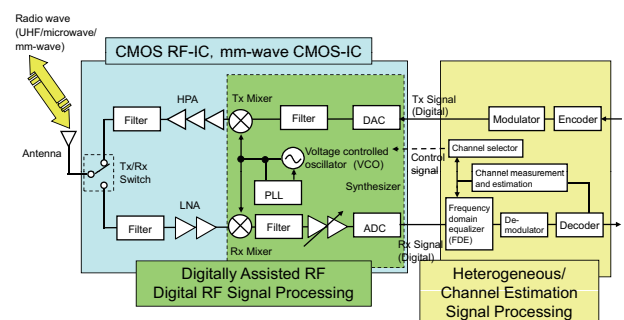 Radio wave
(UHF/microwave/
mm-wave)
CMOS RF-IC, mm-wave CMOS-IC
HPA
Tx Mixer
Filter
Filter
DAC
Tx Signal
(Digital)
Modulator
Encoder
Antenna
Tx/Rx
Switch
Voltage controlled
oscillator (VCO)
Control
signal
Channel selector
PLL
Synthesizer
Channel measurement
and estimation
LNA
Filter
Rx Mixer
Filter
ADC
Rx Signal
(Digital)
Frequency
domain
equalizer
(FDE)
De-
modulator
Decoder
Digitally Assisted RF
Digital RF Signal Processing
Heterogeneous/
Channel Estimation
Signal Processing